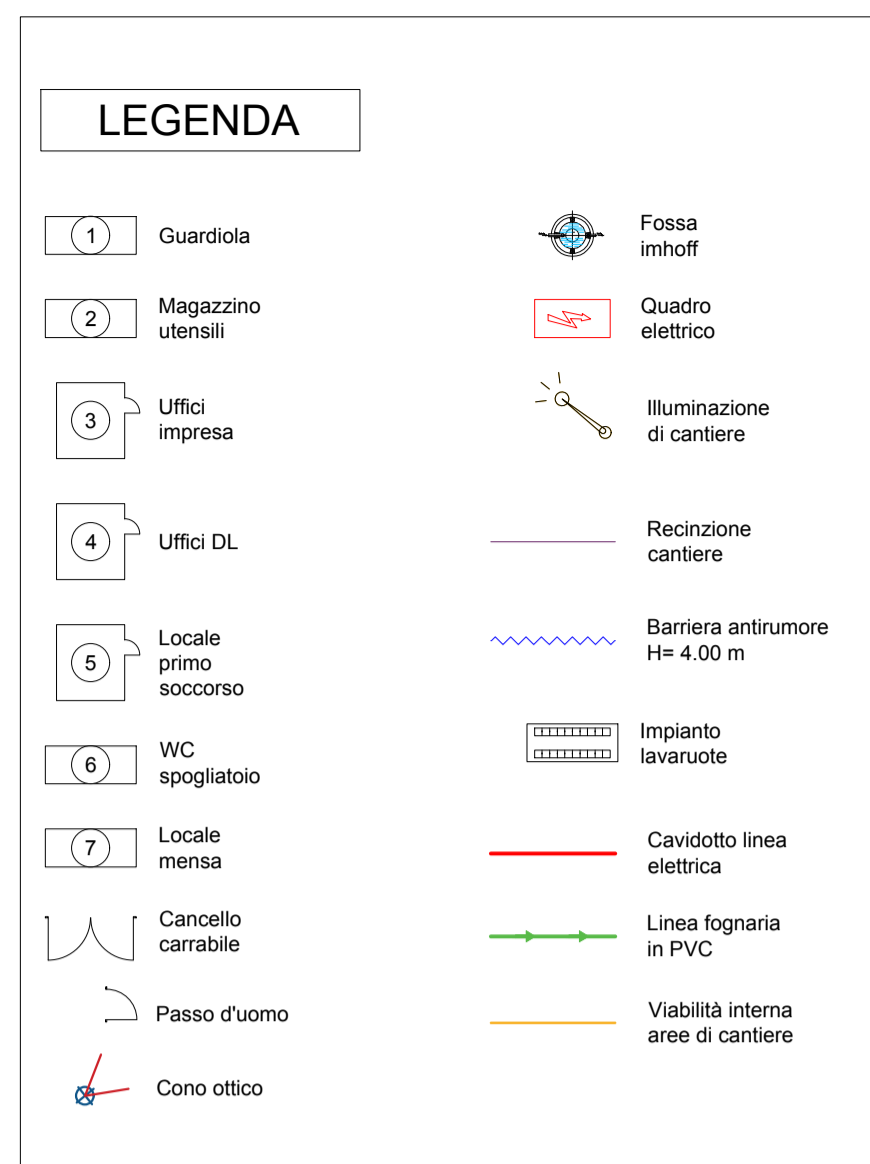 LEGENDA
1
Guardiola
2
Magazzino
utensili
3
Uffici
impresa
4
Uffici DL
5
Locale
primo
soccorso
6
WC
spogliatoio
7
Locale
mensa
Cancello
carrabile
Passo d'uomo
Cono ottico
Fossa
imhoff
Quadro
elettrico
Illuminazione
di cantiere
Recinzione
cantiere
Barriera antirumore
H= 4.00 m
Impianto
lavaruote
Cavidotto linea
elettrica
Linea fognaria
in PVC
Viabilità interna
aree di cantiere